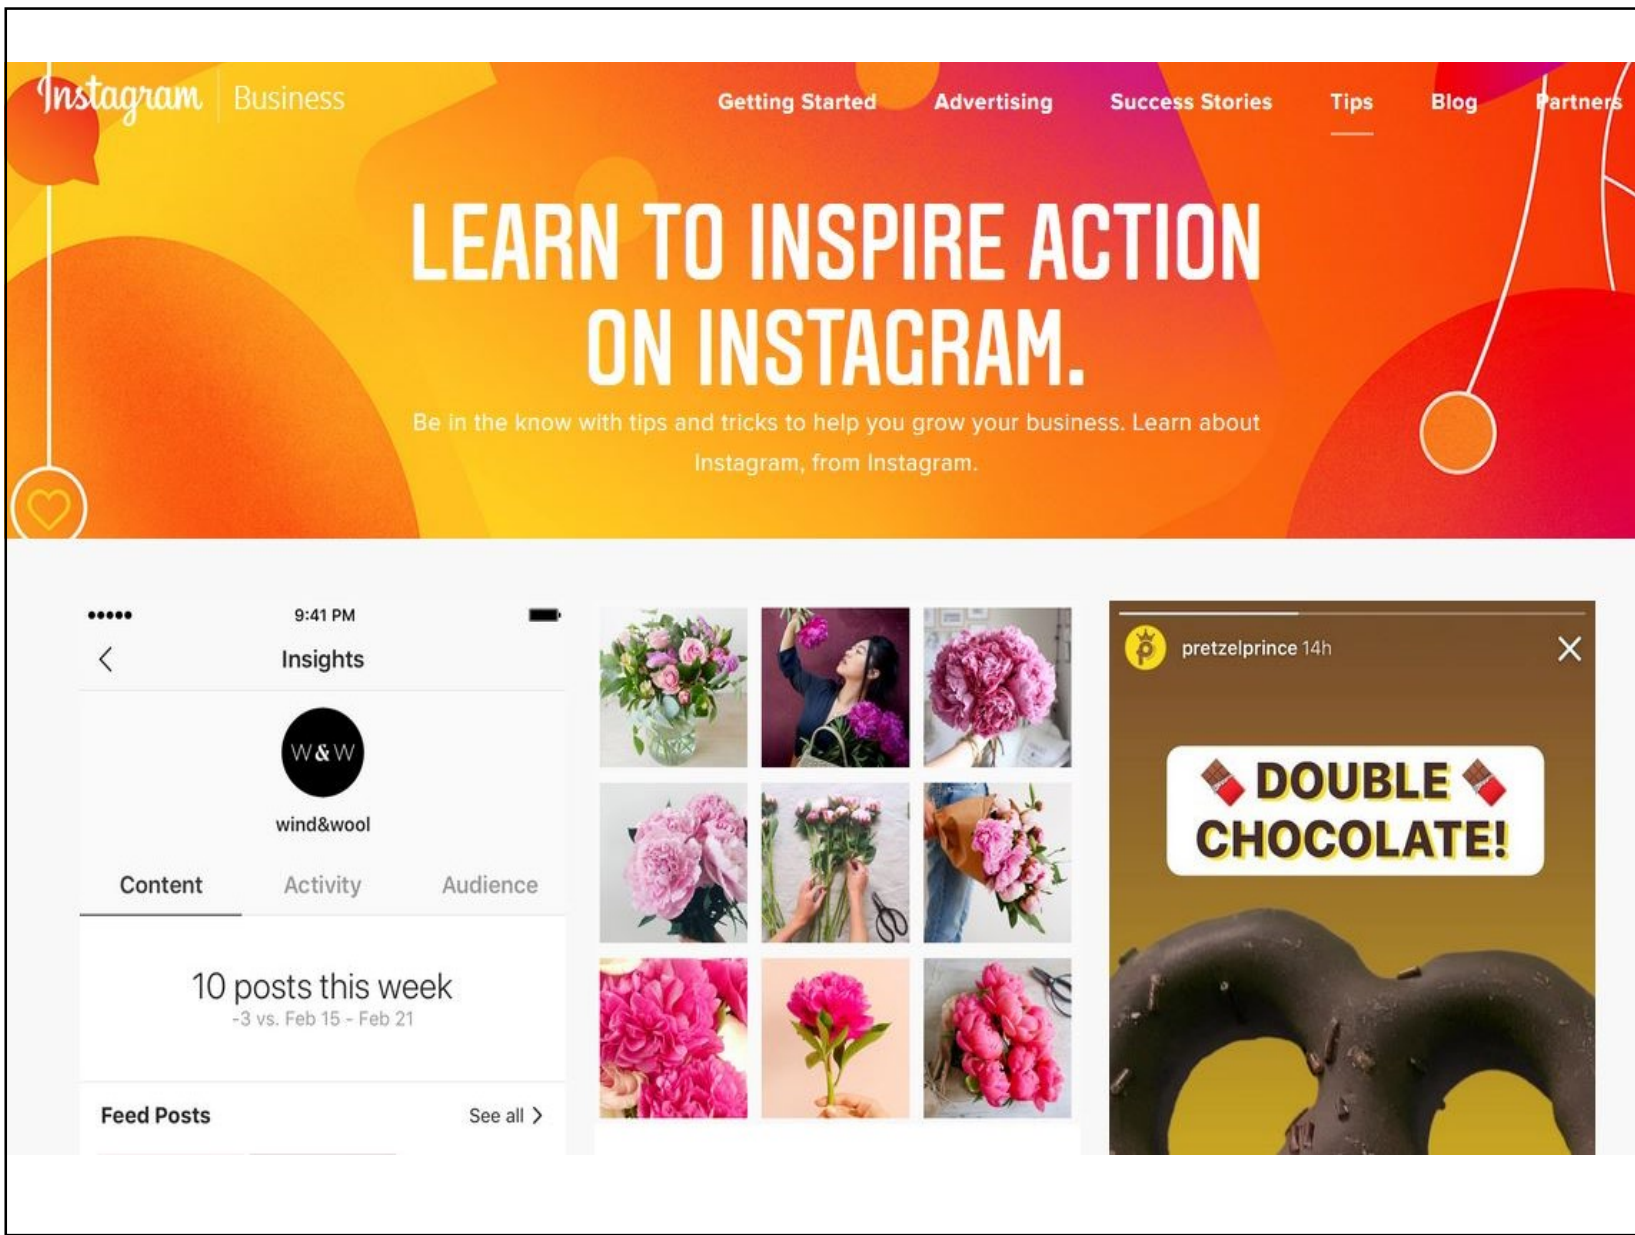 Instagram | Business
Getting Started Advertising Success Stories Tips Blog Partners
LEARN TO INSPIRE ACTION
ON INSTAGRAM.
Be in the know with tips and tricks to help you grow your business. Learn about
Instagram, from Instagram.
9:41 PM
Insights
W&W
wind&wool
Content Activity Audience
10 posts this week
-3 vs. Feb 15 - Feb 21
Feed Posts See all >
p
pretzelprince 14h
DOUBLE
CHOCOLATE!